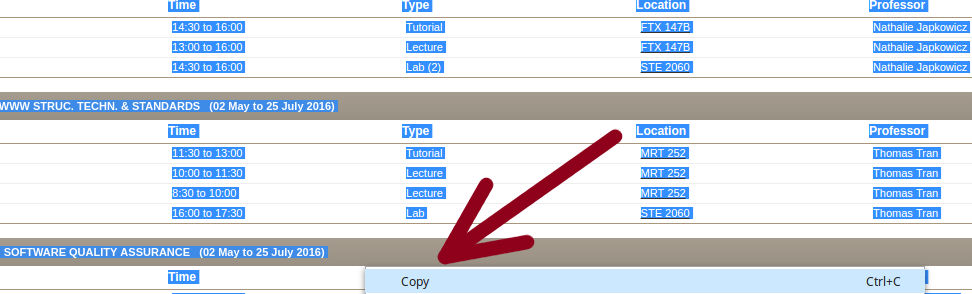 Time Type Location Professor
14:30 to 16:00 Tutorial FTX 147B Nathalie Japkowicz
13:00 to 16:00 Lecture FTX 147B Nathalie Japkowicz
14:30 to 16:00 Lab (2) STE 2060 Nathalie Japkowicz
WWW STRUC. TECHN. & STANDARDS (02 May to 25 July 2016)
Time Type Location Professor
11:30 to 13:00 Tutorial MRT 252 Thomas Tran
10:00 to 11:30 Lecture MRT 252 Thomas Tran
8:30 to 10:00 Lecture MRT 252 Thomas Tran
16:00 to 17:30 Lab STE 2060 Thomas Tran
SOFTWARE QUALITY ASSURANCE (02 May to 25 July 2016)
Time
Copy Ctrl+C